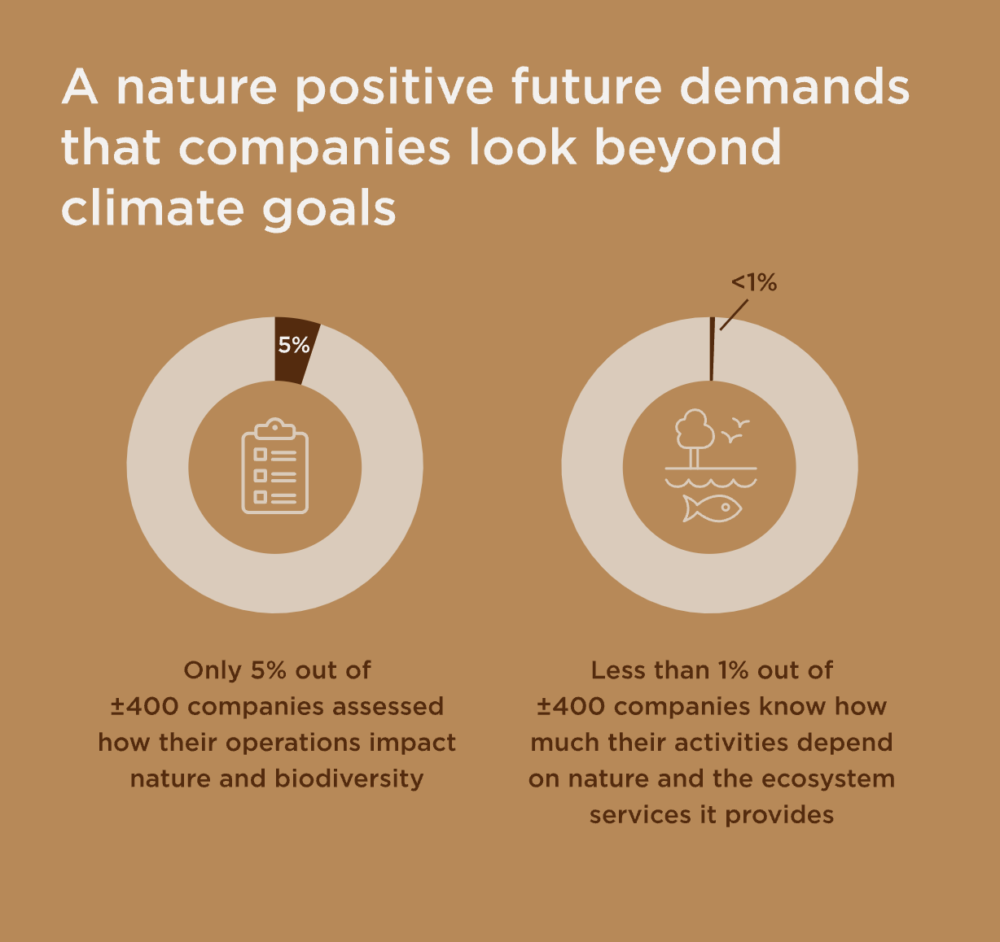 A nature positive future demands
that companies look beyond
climate goals
5%
<1%
Only 5% out of
±400 companies assessed
how their operations impact
nature and biodiversity
Less than 1% out of
±400 companies know how
much their activities depend
on nature and the ecosystem
services it provides